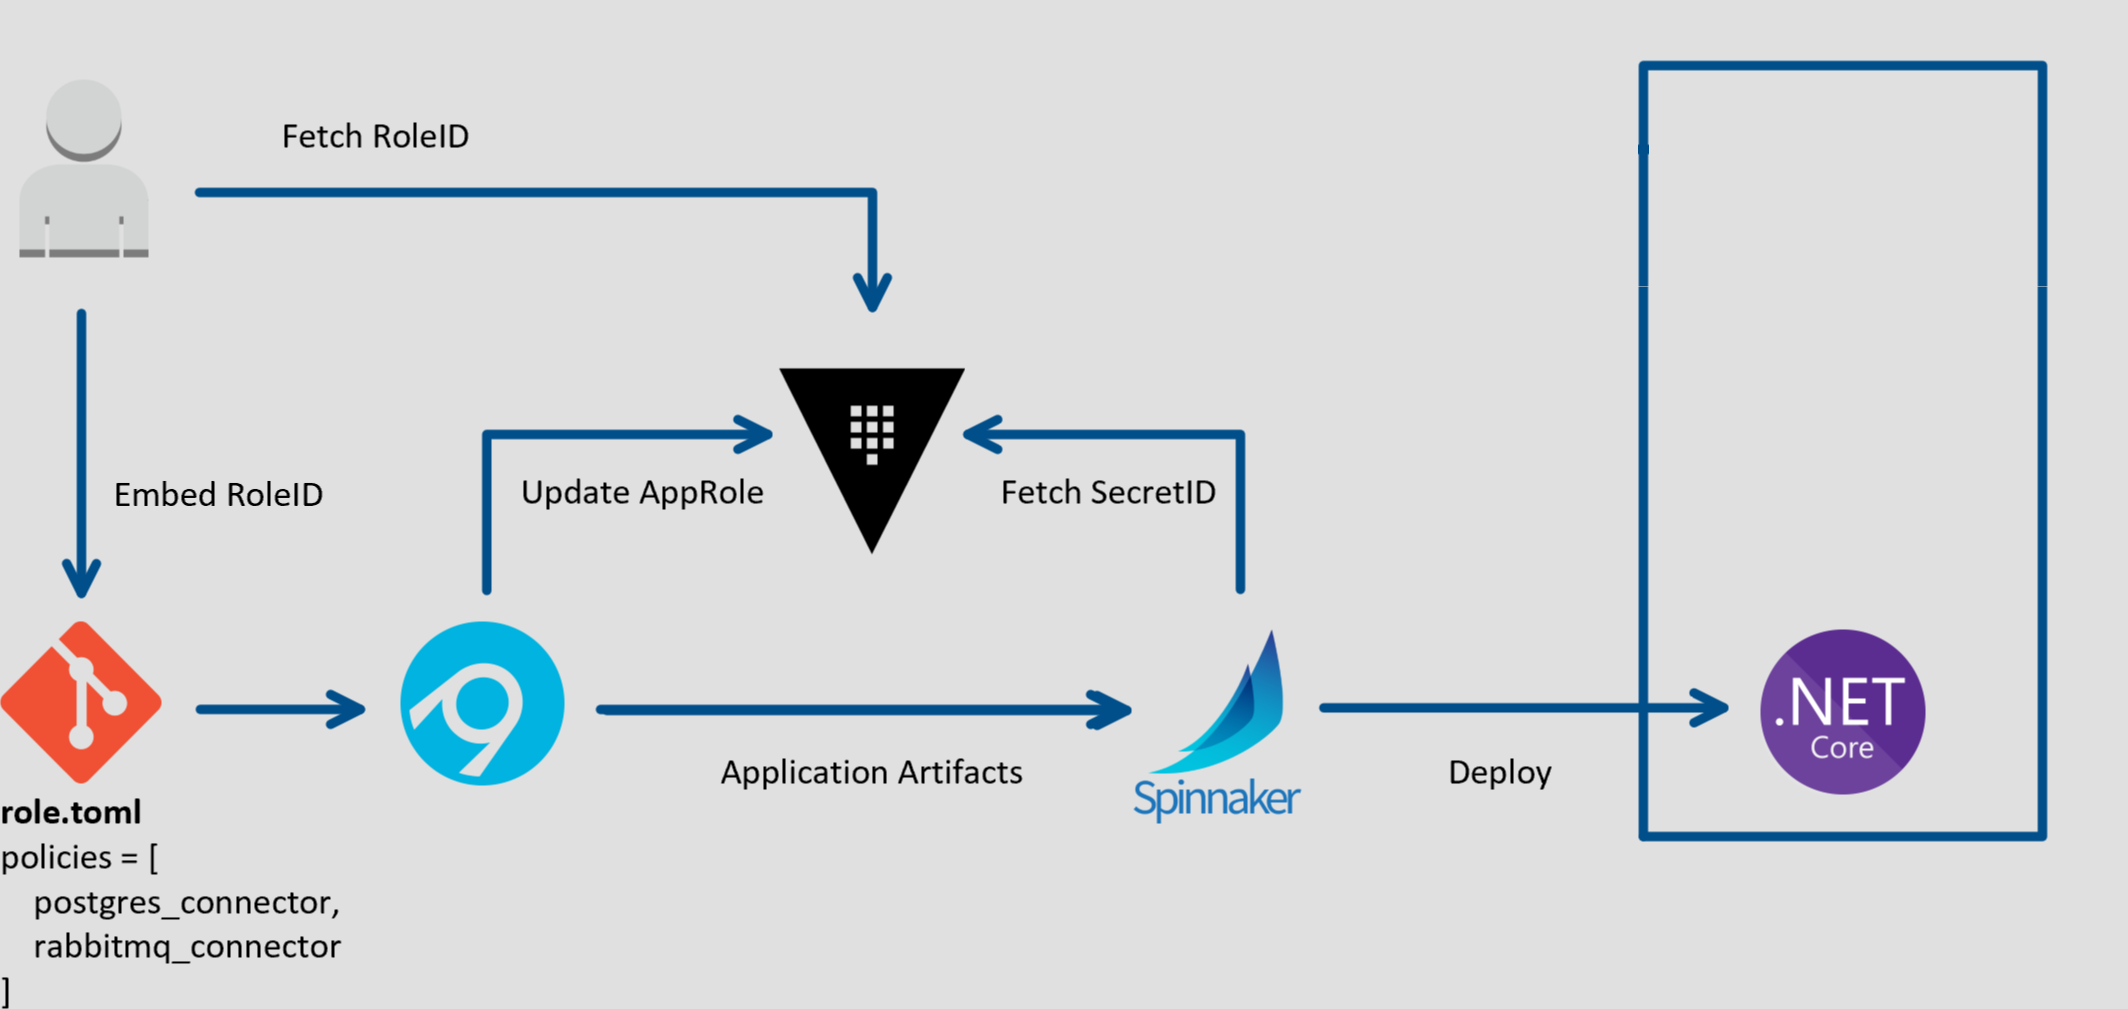 Fetch RoleID
Embed RoleID
Update AppRole
Fetch SecretID
Application Artifacts
Spinnaker
Deploy
.NET
Core
role.toml
policies = [
postgres_connector,
rabbitmq_connector
]